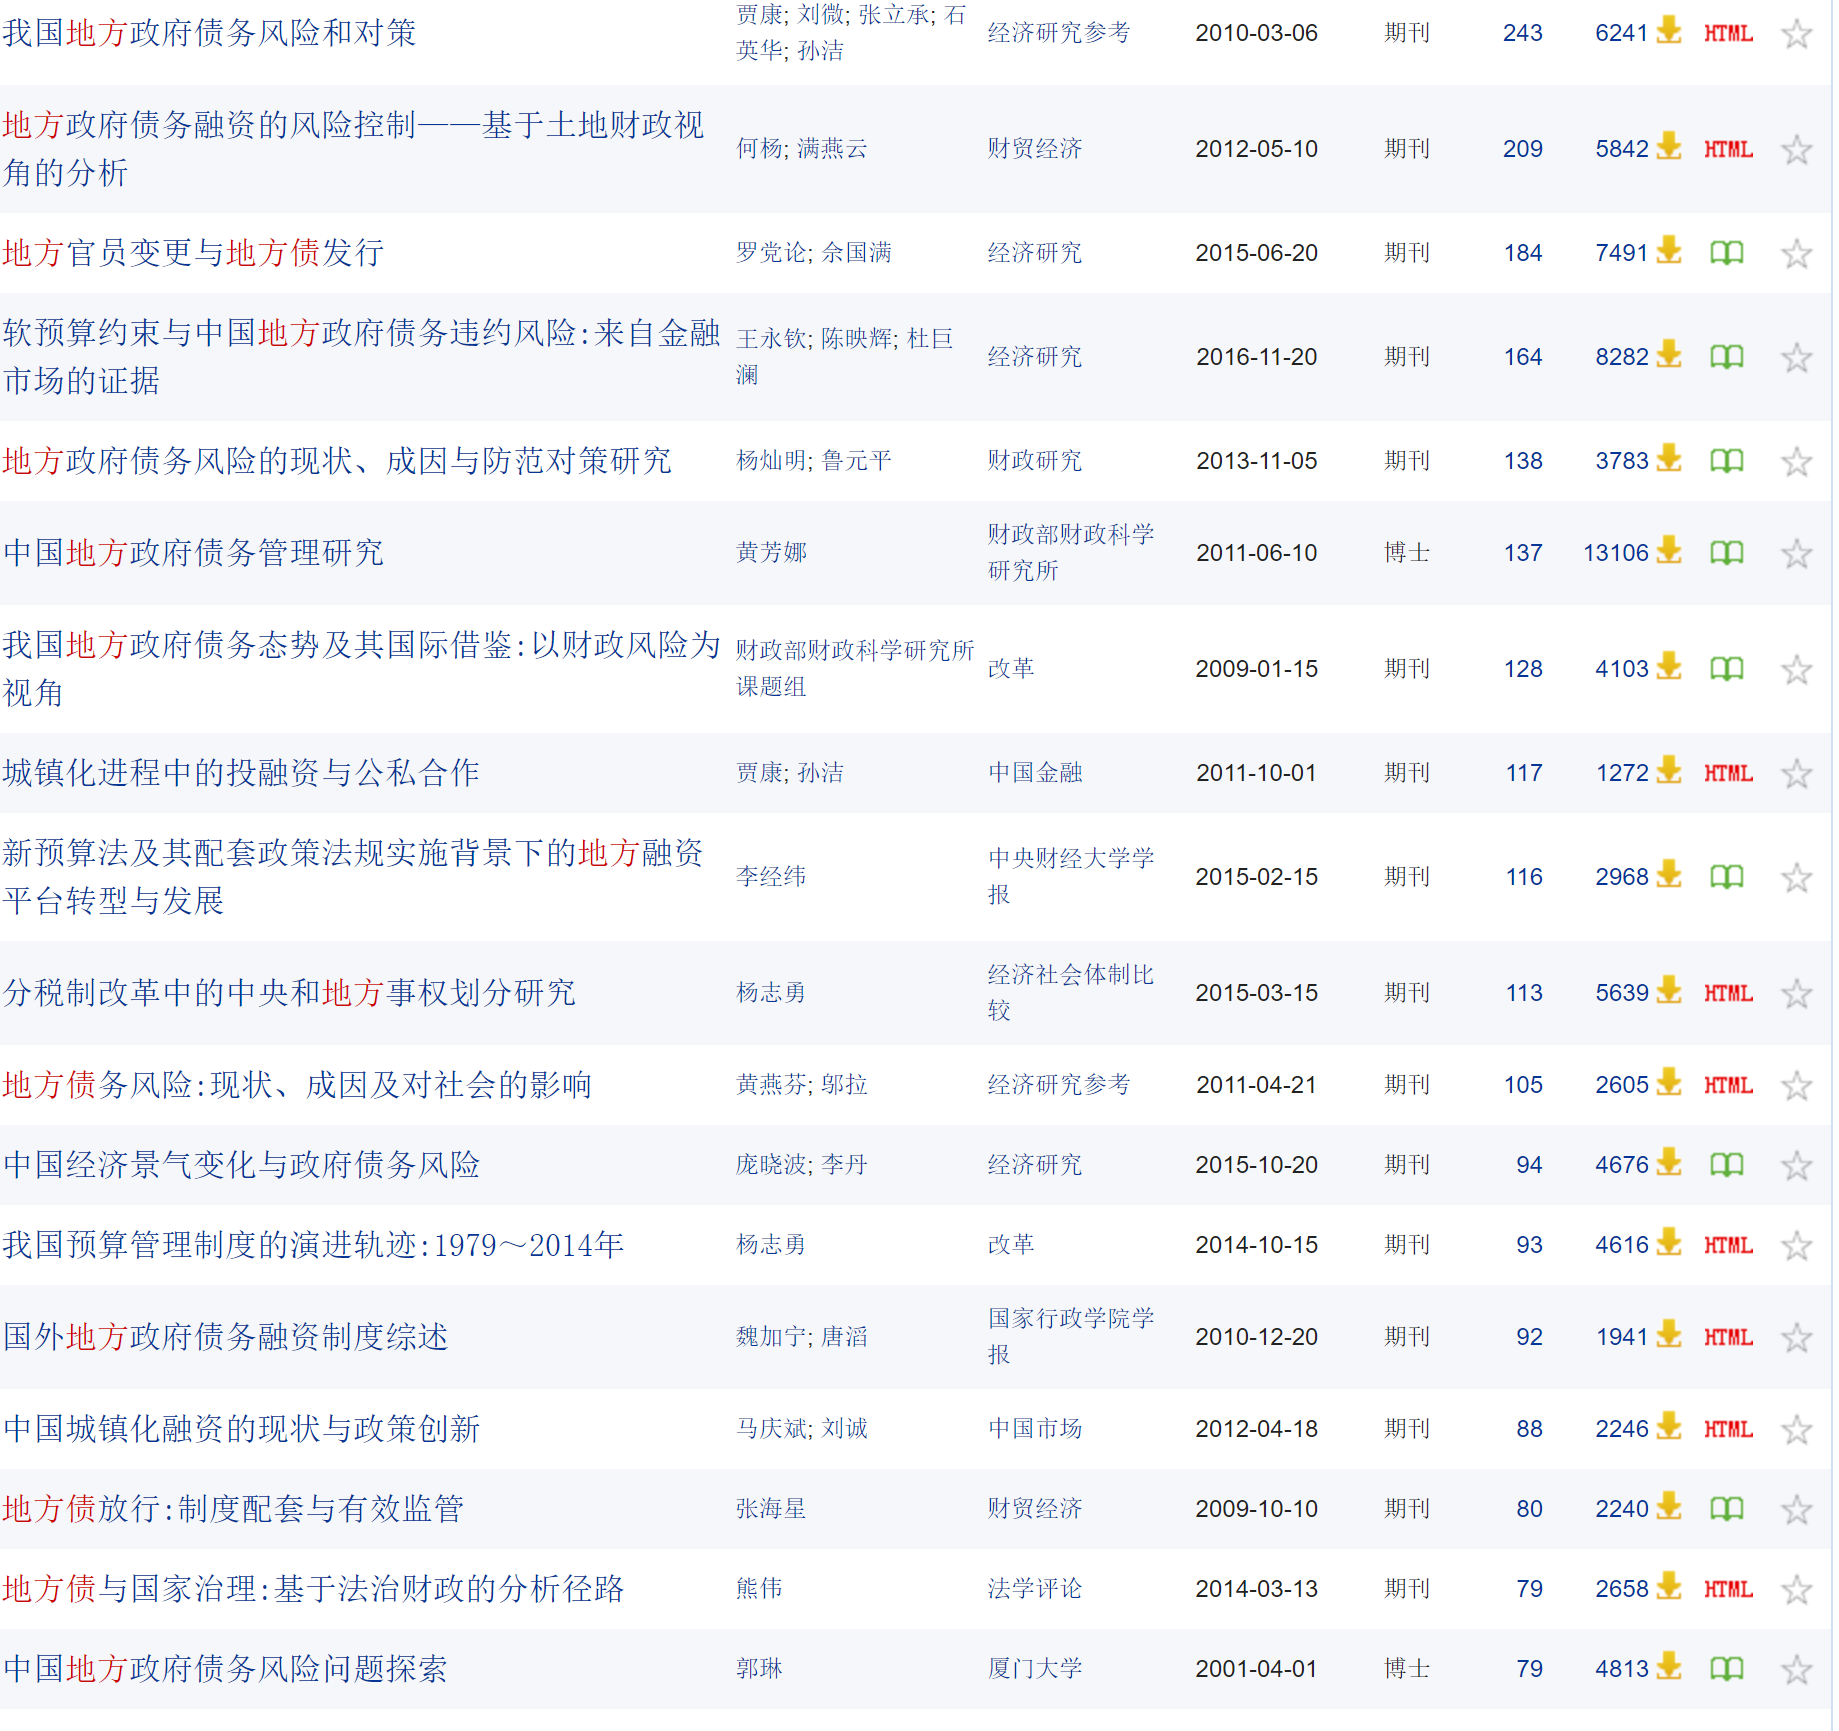 我国地方政府债务风险和对策 贾康; 刘微; 张立承; 石英华; 孙洁 经济研究参考 2010-03-06 期刊 243 6241 HTML
地方政府债务融资的风险控制——基于土地财政视角的分析 何杨; 满燕云 财贸经济 2012-05-10 期刊 209 5842 HTML
地方官员变更与地方债发行 罗党论; 佘国满 经济研究 2015-06-20 期刊 184 7491
软预算约束与中国地方政府债务违约风险:来自金融市场的证据 王永钦; 陈映辉; 杜巨澜 经济研究 2016-11-20 期刊 164 8282
地方政府债务风险的现状、成因与防范对策研究 杨灿明; 鲁元平 财政研究 2013-11-05 期刊 138 3783
中国地方政府债务管理研究 黄芳娜 财政部财政科学研究所 2011-06-10 博士 137 13106
我国地方政府债务态势及其国际借鉴:以财政风险为视角 财政部财政科学研究所课题组 改革 2009-01-15 期刊 128 4103
城镇化进程中的投融资与公私合作 贾康; 孙洁 中国金融 2011-10-01 期刊 117 1272 HTML
新预算法及其配套政策法规实施背景下的地方融资平台转型与发展 李经纬 中央财经大学学报 2015-02-15 期刊 116 2968
分税制改革中的中央和地方事权划分研究 杨志勇 经济社会体制比较 2015-03-15 期刊 113 5639 HTML
地方债务风险:现状、成因及对社会的影响 黄燕芬; 邬拉 经济研究参考 2011-04-21 期刊 105 2605 HTML
中国经济景气变化与政府债务风险 庞晓波; 李丹 经济研究 2015-10-20 期刊 94 4676
我国预算管理制度的演进轨迹:1979～2014年 杨志勇 改革 2014-10-15 期刊 93 4616 HTML
国外地方政府债务融资制度综述 魏加宁; 唐滔 国家行政学院学报 2010-12-20 期刊 92 1941 HTML
中国城镇化融资的现状与政策创新 马庆斌; 刘诚 中国市场 2012-04-18 期刊 88 2246 HTML
地方债放行:制度配套与有效监管 张海星 财贸经济 2009-10-10 期刊 80 2240
地方债与国家治理:基于法治财政的分析径路 熊伟 法学评论 2014-03-13 期刊 79 2658 HTML
中国地方政府债务风险问题探索 郭琳 厦门大学 2001-04-01 博士 79 4813